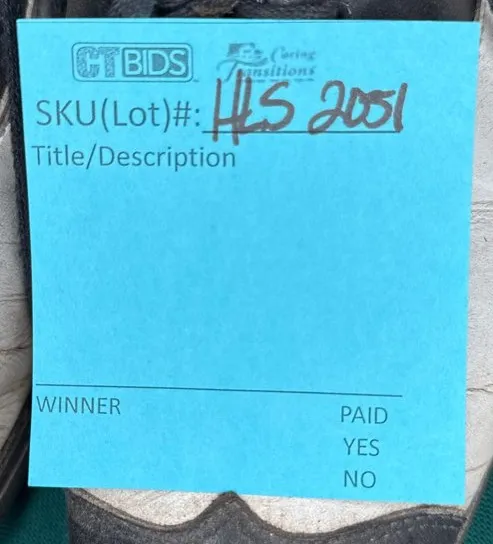 CTBIDS
Caring
Transitions
SKU(Lot)#: HLS 2051
Title/Description
WINNER
PAID
YES
NO